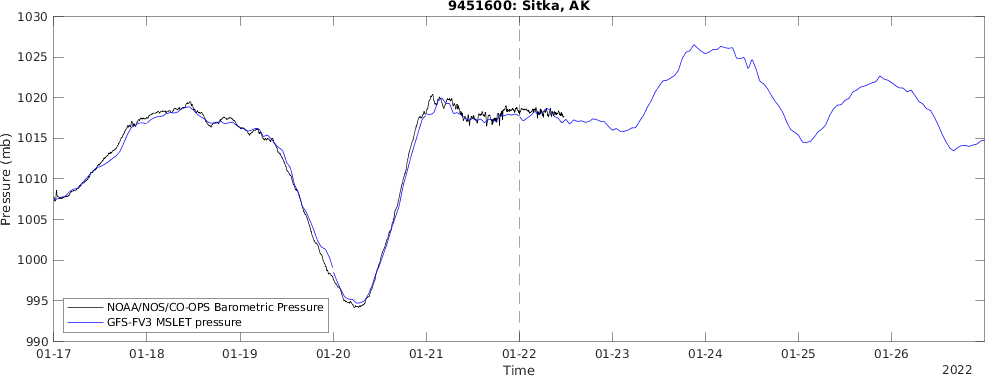 9451600: Sitka, AK
Pressure (mb)
1030
1025
1020
1015
1010
1005
1000
995
990
NOAA/NOS/CO-OPS Barometric Pressure
GFS-FV3 MSLET pressure
01-17 01-18 01-19 01-20 01-21 01-22 01-23 01-24 01-25 01-26
Time
2022